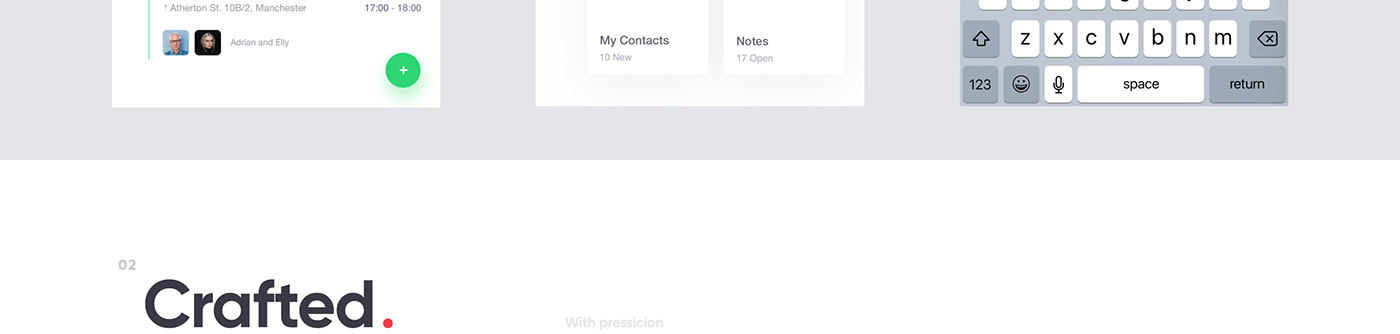 ↑ Atherton St. 10B/2, Manchester 17:00 - 18:00
Adrian and Elly
+
My Contacts
10 New
Notes
17 Open
z x c v b n m
123 space return
02
Crafted.
With pressicion